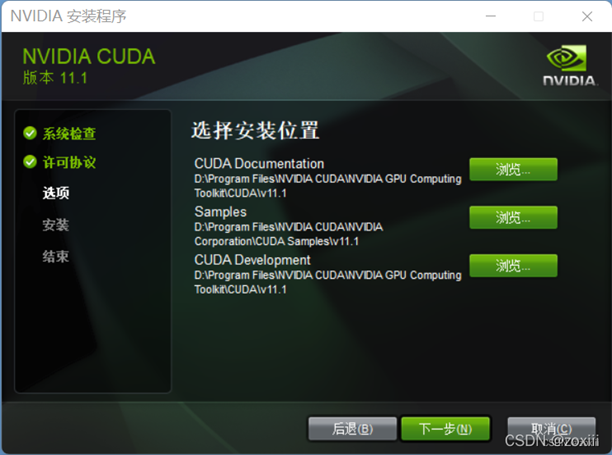 NVIDIA 安装程序
NVIDIA CUDA
版本 11.1
NVIDIA.
系统检查
许可协议
选项
安装
结束
选择安装位置
CUDA Documentation
浏览...
D:\Program Files\NVIDIA CUDA\NVIDIA GPU Computing
Toolkit\CUDA\v11.1
Samples
浏览...
D:\Program Files\NVIDIA CUDA\NVIDIA
Corporation\CUDA Samples\v11.1
CUDA Development
浏览...
D:\Program Files\NVIDIA CUDA\NVIDIA GPU Computing
Toolkit\CUDA\v11.1
后退(B)
下一步(N)
取消(C)
CSDN @zoxiii